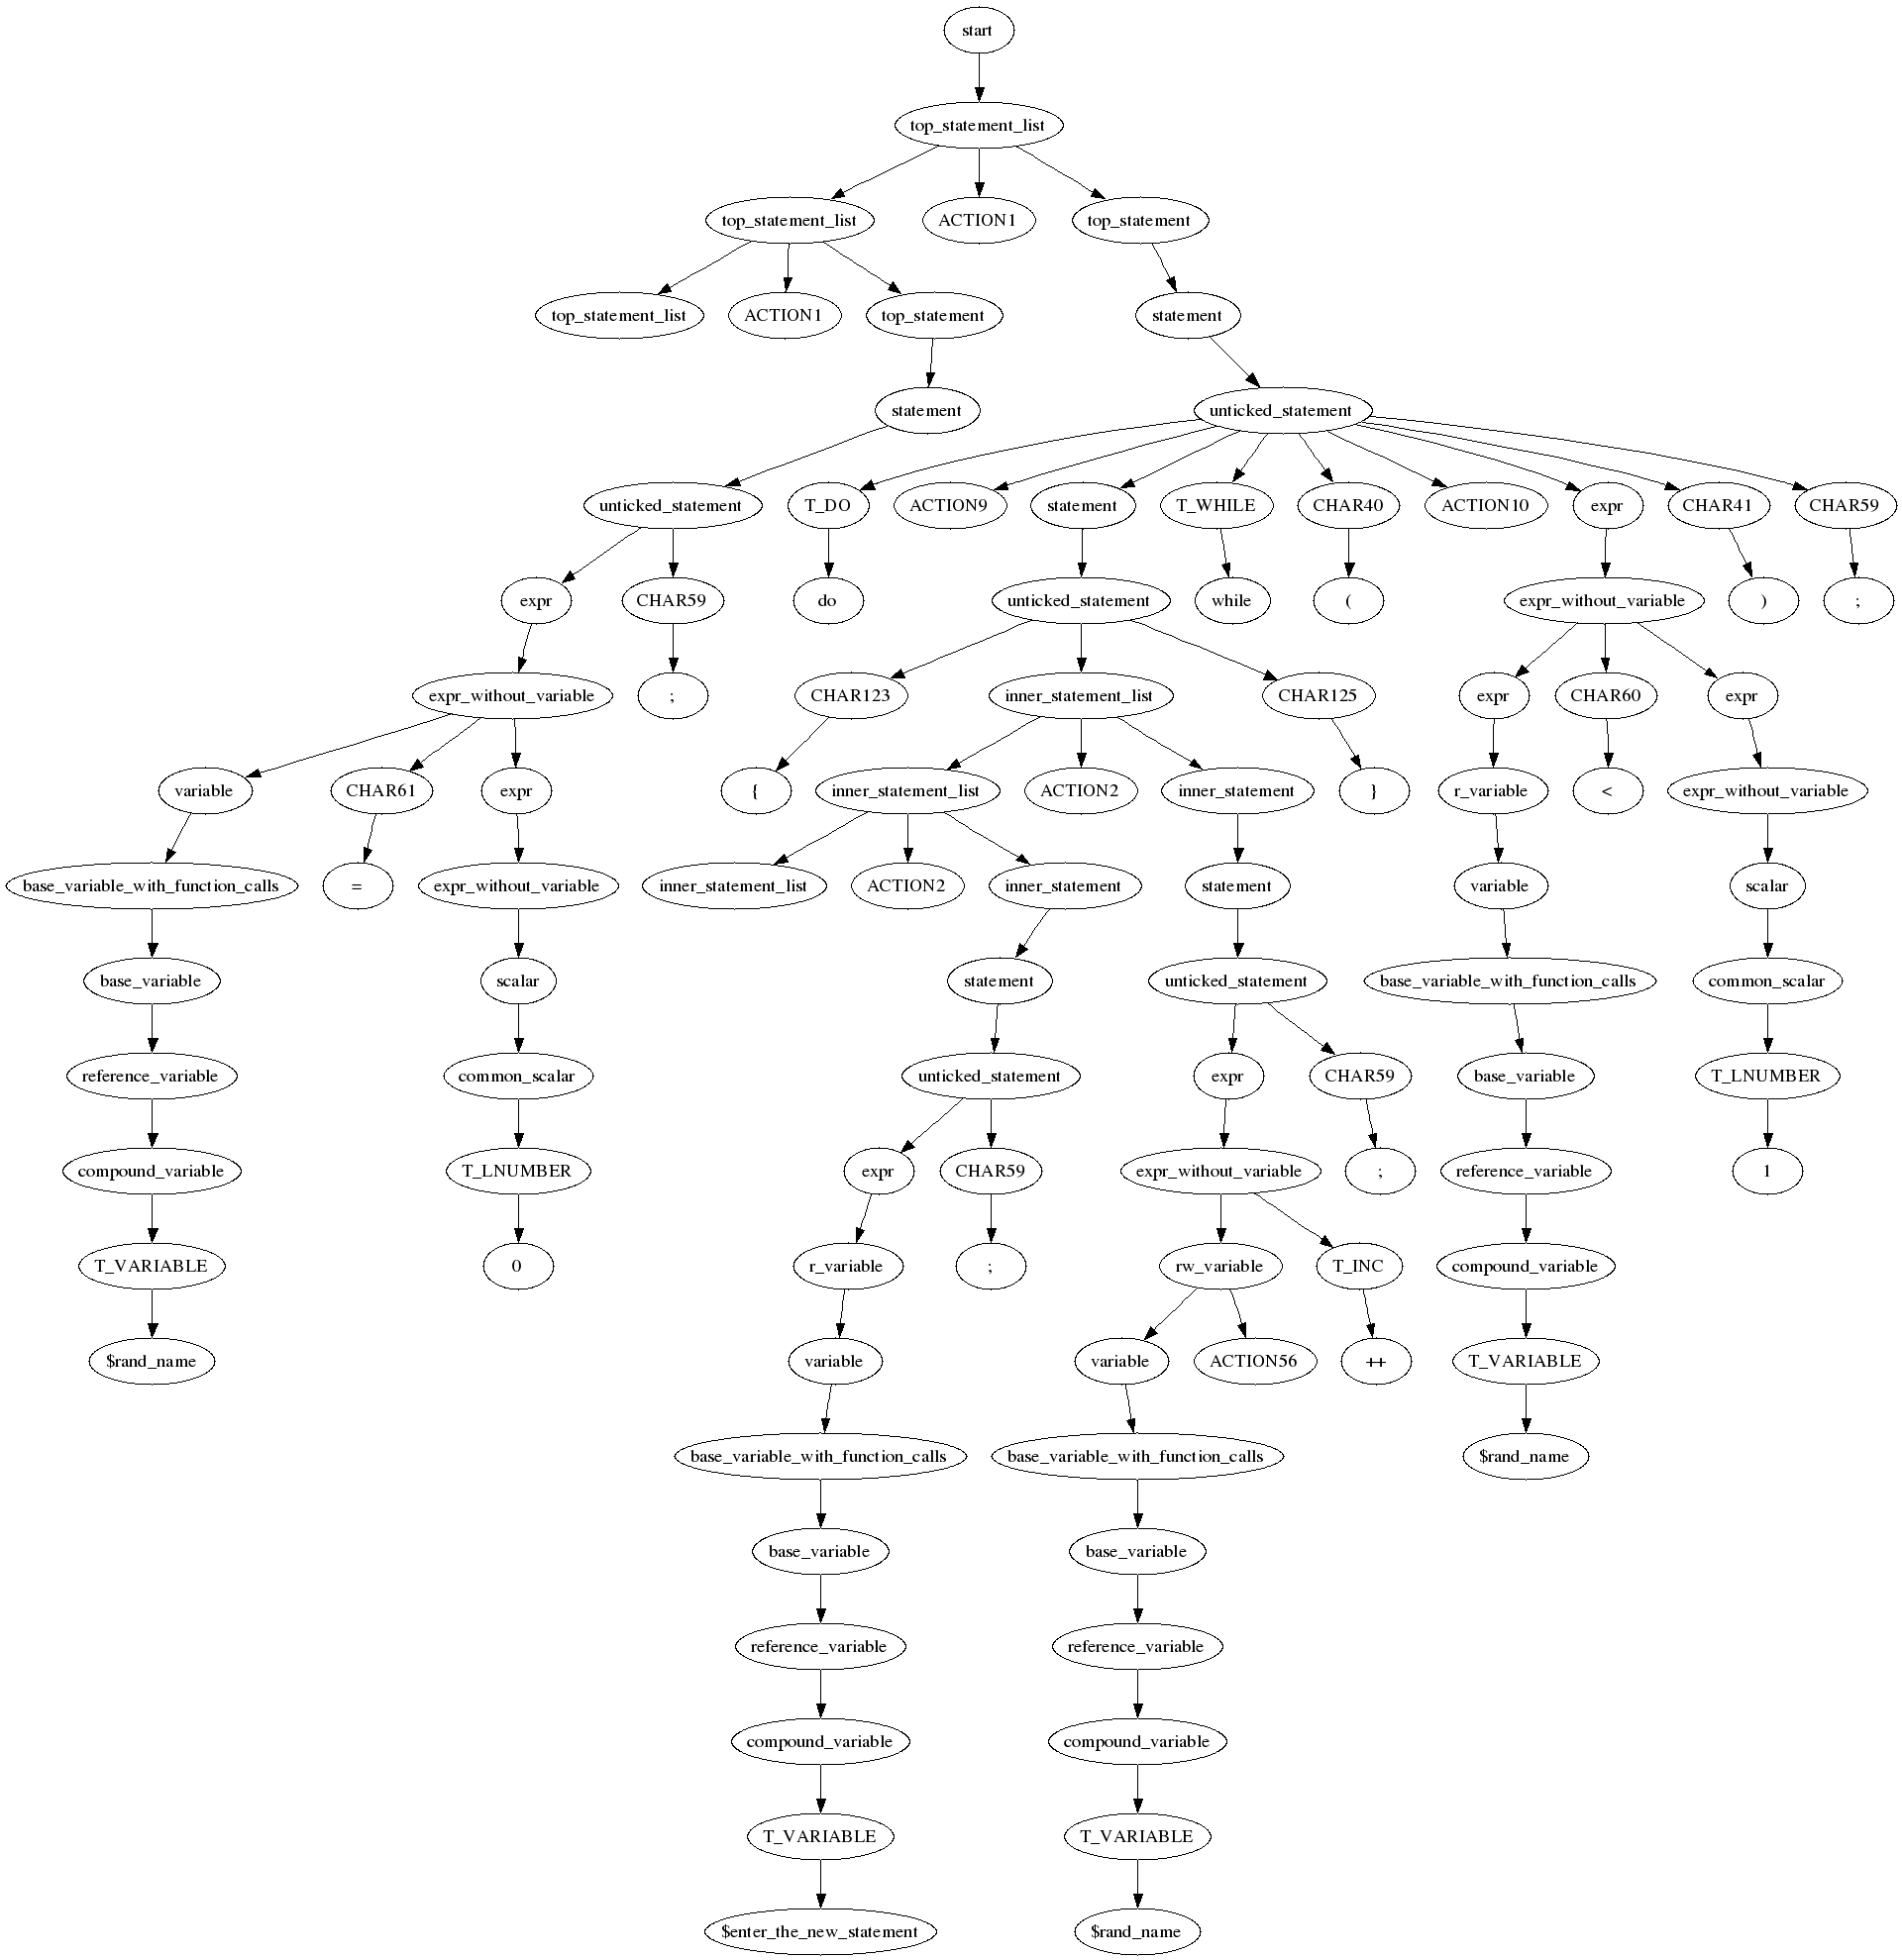 start
top_statement_list
top_statement_list ACTION1 top_statement
top_statement_list ACTION1 top_statement statement
statement unticked_statement
unticked_statement T_DO ACTION9 statement T_WHILE CHAR40 ACTION10 expr CHAR41 CHAR59
expr CHAR59 do unticked_statement while ( expr_without_variable ) ;
expr_without_variable ; CHAR123 inner_statement_list CHAR125 expr CHAR60 expr
variable CHAR61 expr { inner_statement_list ACTION2 inner_statement } r_variable < expr_without_variable
base_variable_with_function_calls = expr_without_variable inner_statement_list ACTION2 inner_statement statement variable scalar
base_variable scalar statement unticked_statement base_variable_with_function_calls common_scalar
reference_variable common_scalar unticked_statement expr CHAR59 base_variable T_LNUMBER
compound_variable T_LNUMBER expr CHAR59 expr_without_variable ; reference_variable 1
T_VARIABLE 0 r_variable ; rw_variable T_INC compound_variable
$rand_name variable variable ACTION56 ++ T_VARIABLE
base_variable_with_function_calls base_variable_with_function_calls $rand_name
base_variable base_variable
reference_variable reference_variable
compound_variable compound_variable
T_VARIABLE T_VARIABLE
$enter_the_new_statement $rand_name